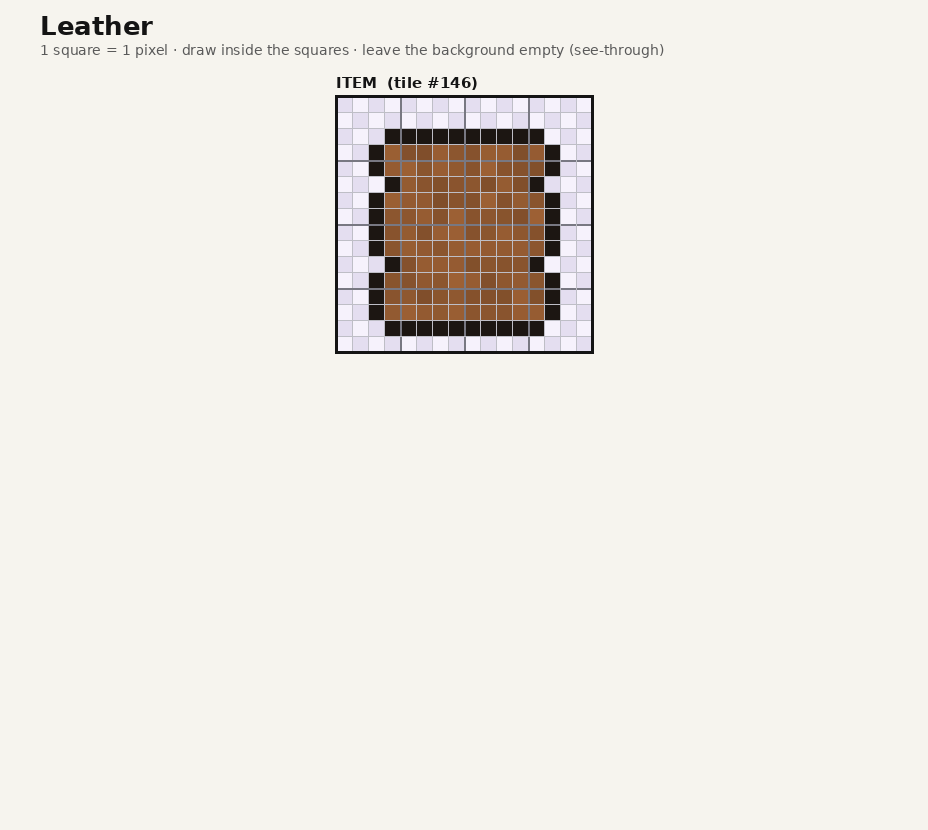 Leather
1 square = 1 pixel · draw inside the squares · leave the background empty (see-through)
ITEM (tile #146)